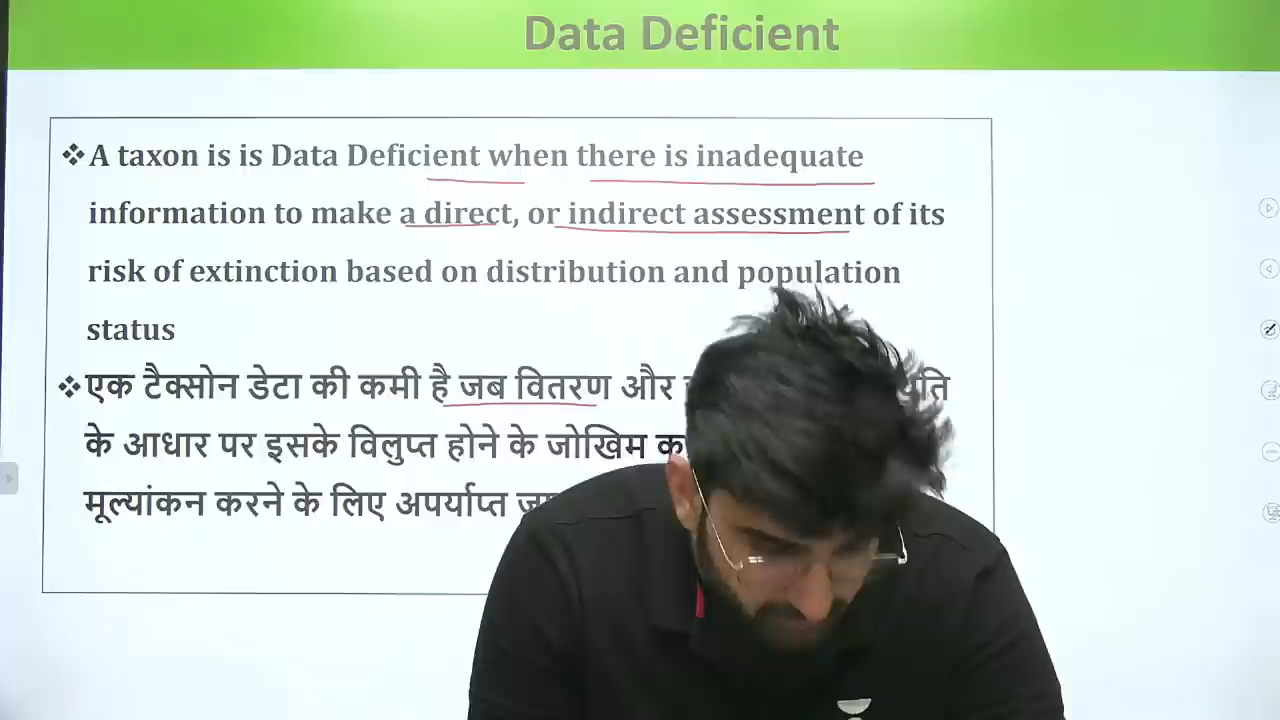 Data Deficient
❖A taxon is is Data Deficient when there is inadequate
information to make a direct, or indirect assessment of its
risk of extinction based on distribution and population
status
❖एक टैक्सोन डेटा की कमी है जब वितरण और
के आधार पर इसके विलुप्त होने के जोखिम
मूल्यांकन करने के लिए अपर्याप्त